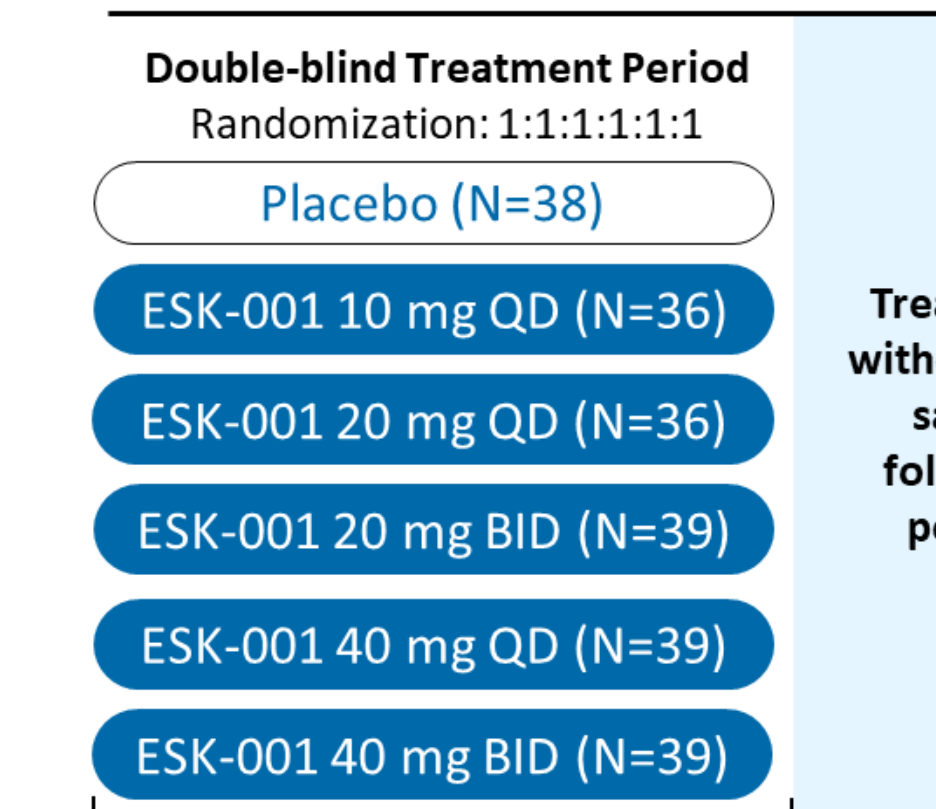 Double-blind Treatment Period
Randomization: 1:1:1:1:1:1
Placebo (N=38)
ESK-001 10 mg QD (N=36)
ESK-001 20 mg QD (N=36)
ESK-001 20 mg BID (N=39)
ESK-001 40 mg QD (N=39)
ESK-001 40 mg BID (N=39)